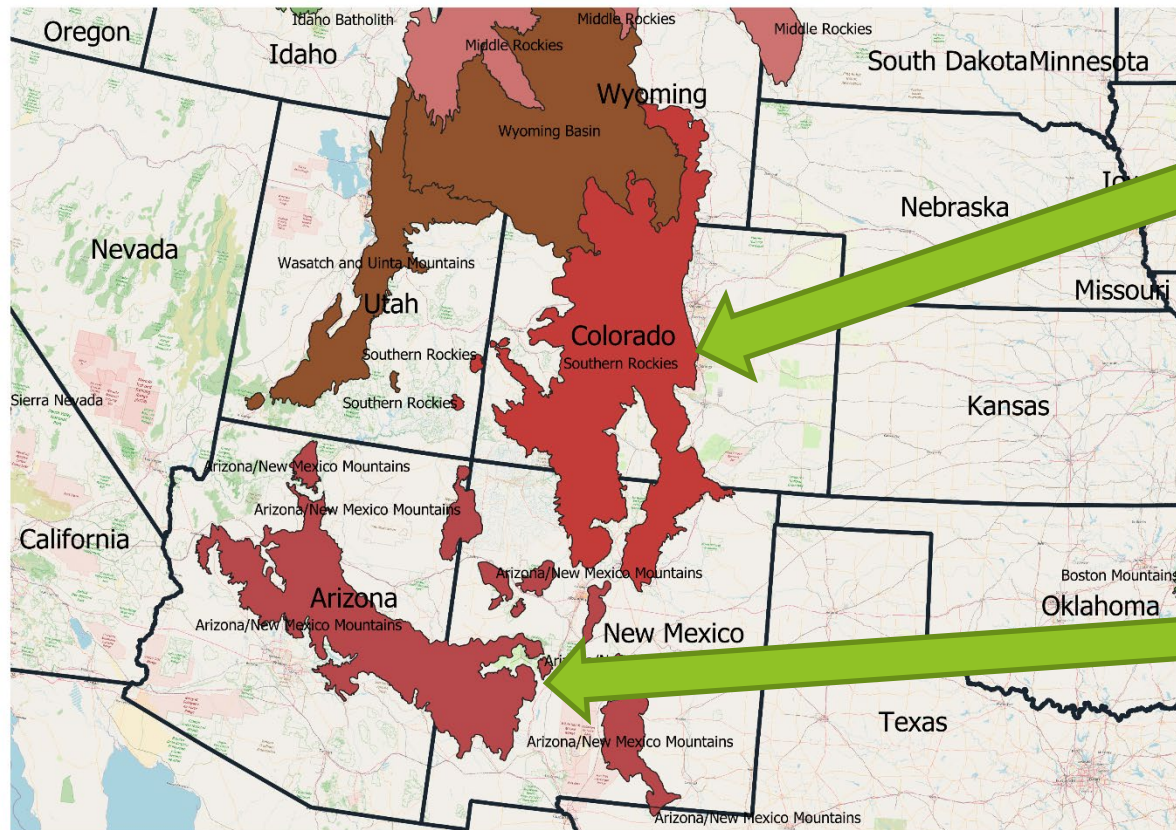 Idaho Batholith
Middle Rockies
Oregon
Middle Rockies
Middle Rockies
Idaho
South Dakota
Minnesota
Wyoming
Wyoming Basin
Nebraska
Nevada
Wasatch and Uinta Mountains
Missouri
Utah
Colorado
Southern Rockies
Southern Rockies
Sierra Nevada
Southern Rockies
Kansas
Arizona/New Mexico Mountains
Arizona/New Mexico Mountains
California
Arizona/New Mexico Mountains
Boston Mountains
Arizona
Oklahoma
Arizona/New Mexico Mountains
New Mexico
Texas
Arizona/New Mexico Mountains
Arizona/New Mexico Mountains